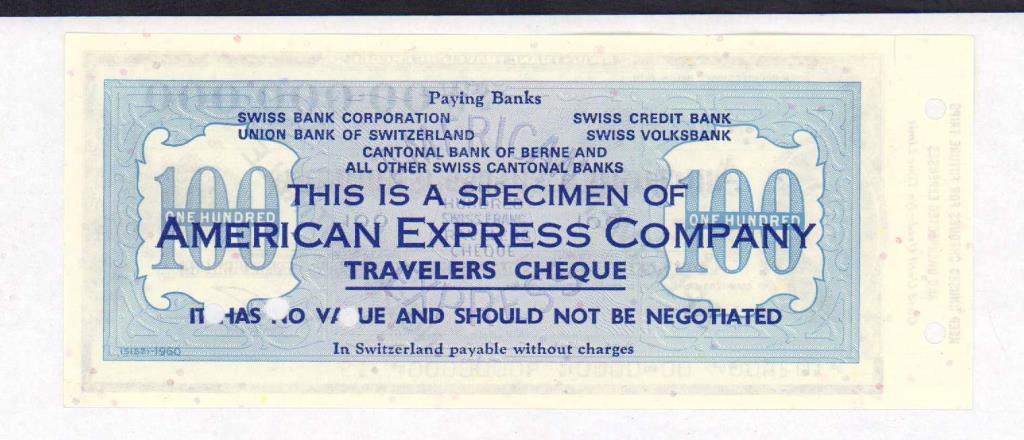 Paying Banks
SWISS BANK CORPORATION SWISS CREDIT BANK
UNION BANK OF SWITZERLAND SWISS VOLKSBANK
CANTONAL BANK OF BERNE AND
ALL OTHER SWISS CANTONAL BANKS
100 100
THIS IS A SPECIMEN OF
ONE HUNDRED ONE HUNDRED
AMERICAN EXPRESS COMPANY
TRAVELERS CHEQUE
IT HAS NO VALUE AND SHOULD NOT BE NEGOTIATED
In Switzerland payable without charges